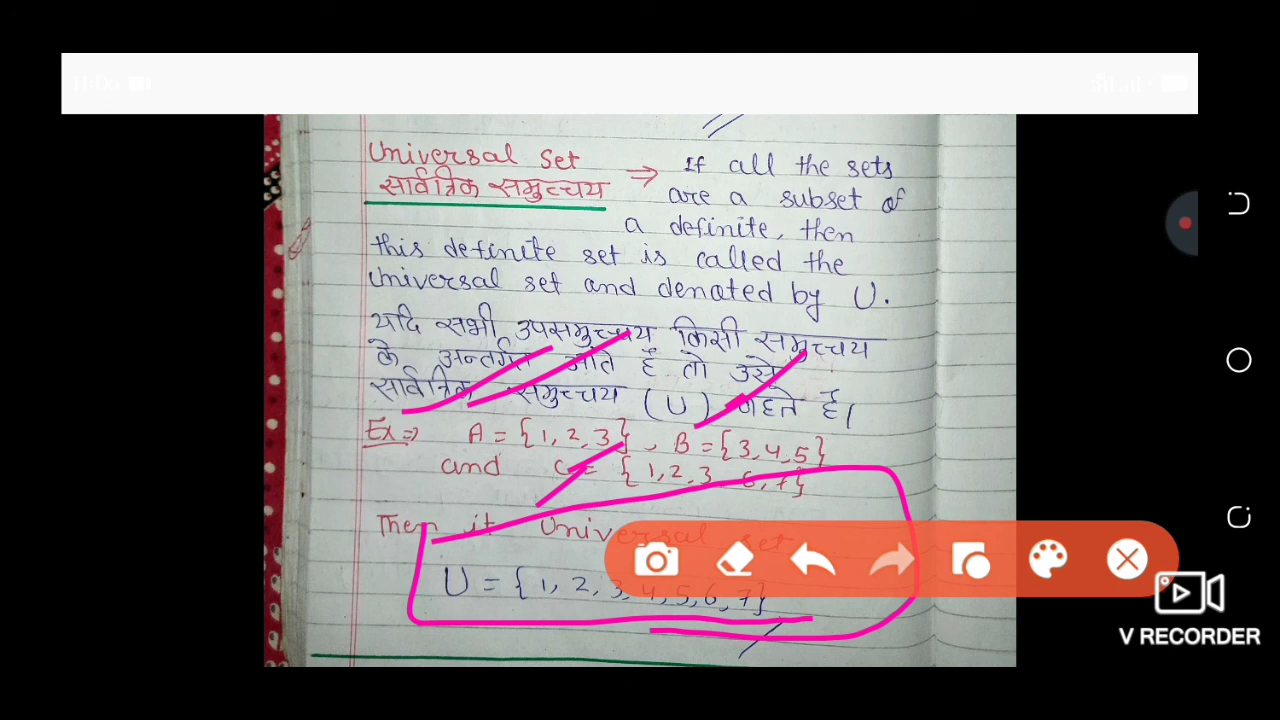 11:06
Universal Set
सार्वत्रिक समुच्चय
⇒ If all the sets
are a subset of
a definite, then
this definite set is called the
Universal set and denoted by U.
यदि सभी उपसमुच्चय किसी समुच्चय
के अन्तर्गत जाते हैं तो उसे
सार्वत्रिक समुच्चय (U) कहते हैं।
Ex ⇒ A = {1, 2, 3}, B = {3, 4, 5}
and C = {1, 2, 3 6, 7}
Then it Universal set
U = {1, 2, 3, 4, 5, 6, 7}
V RECORDER